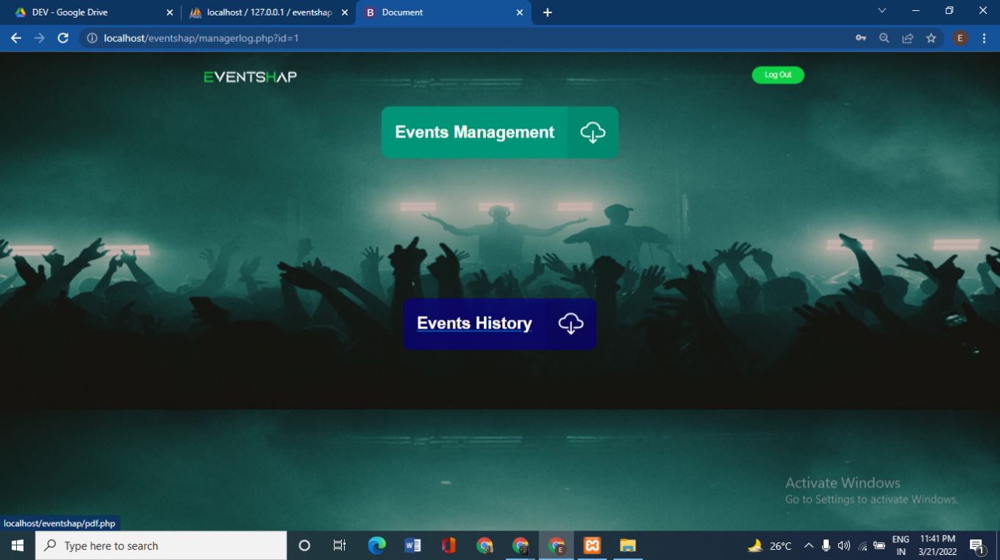 DEV - Google Drive
localhost / 127.0.0.1 / eventshap
B Document
localhost/eventshap/managerlog.php?id=1
E
EVENTSHAP
Log Out
Events Management
Events History
Activate Windows
Go to Settings to activate Windows.
localhost/eventshap/pdf.php
Type here to search
E
26°C
ENG
IN
11:41 PM
3/21/2022
1